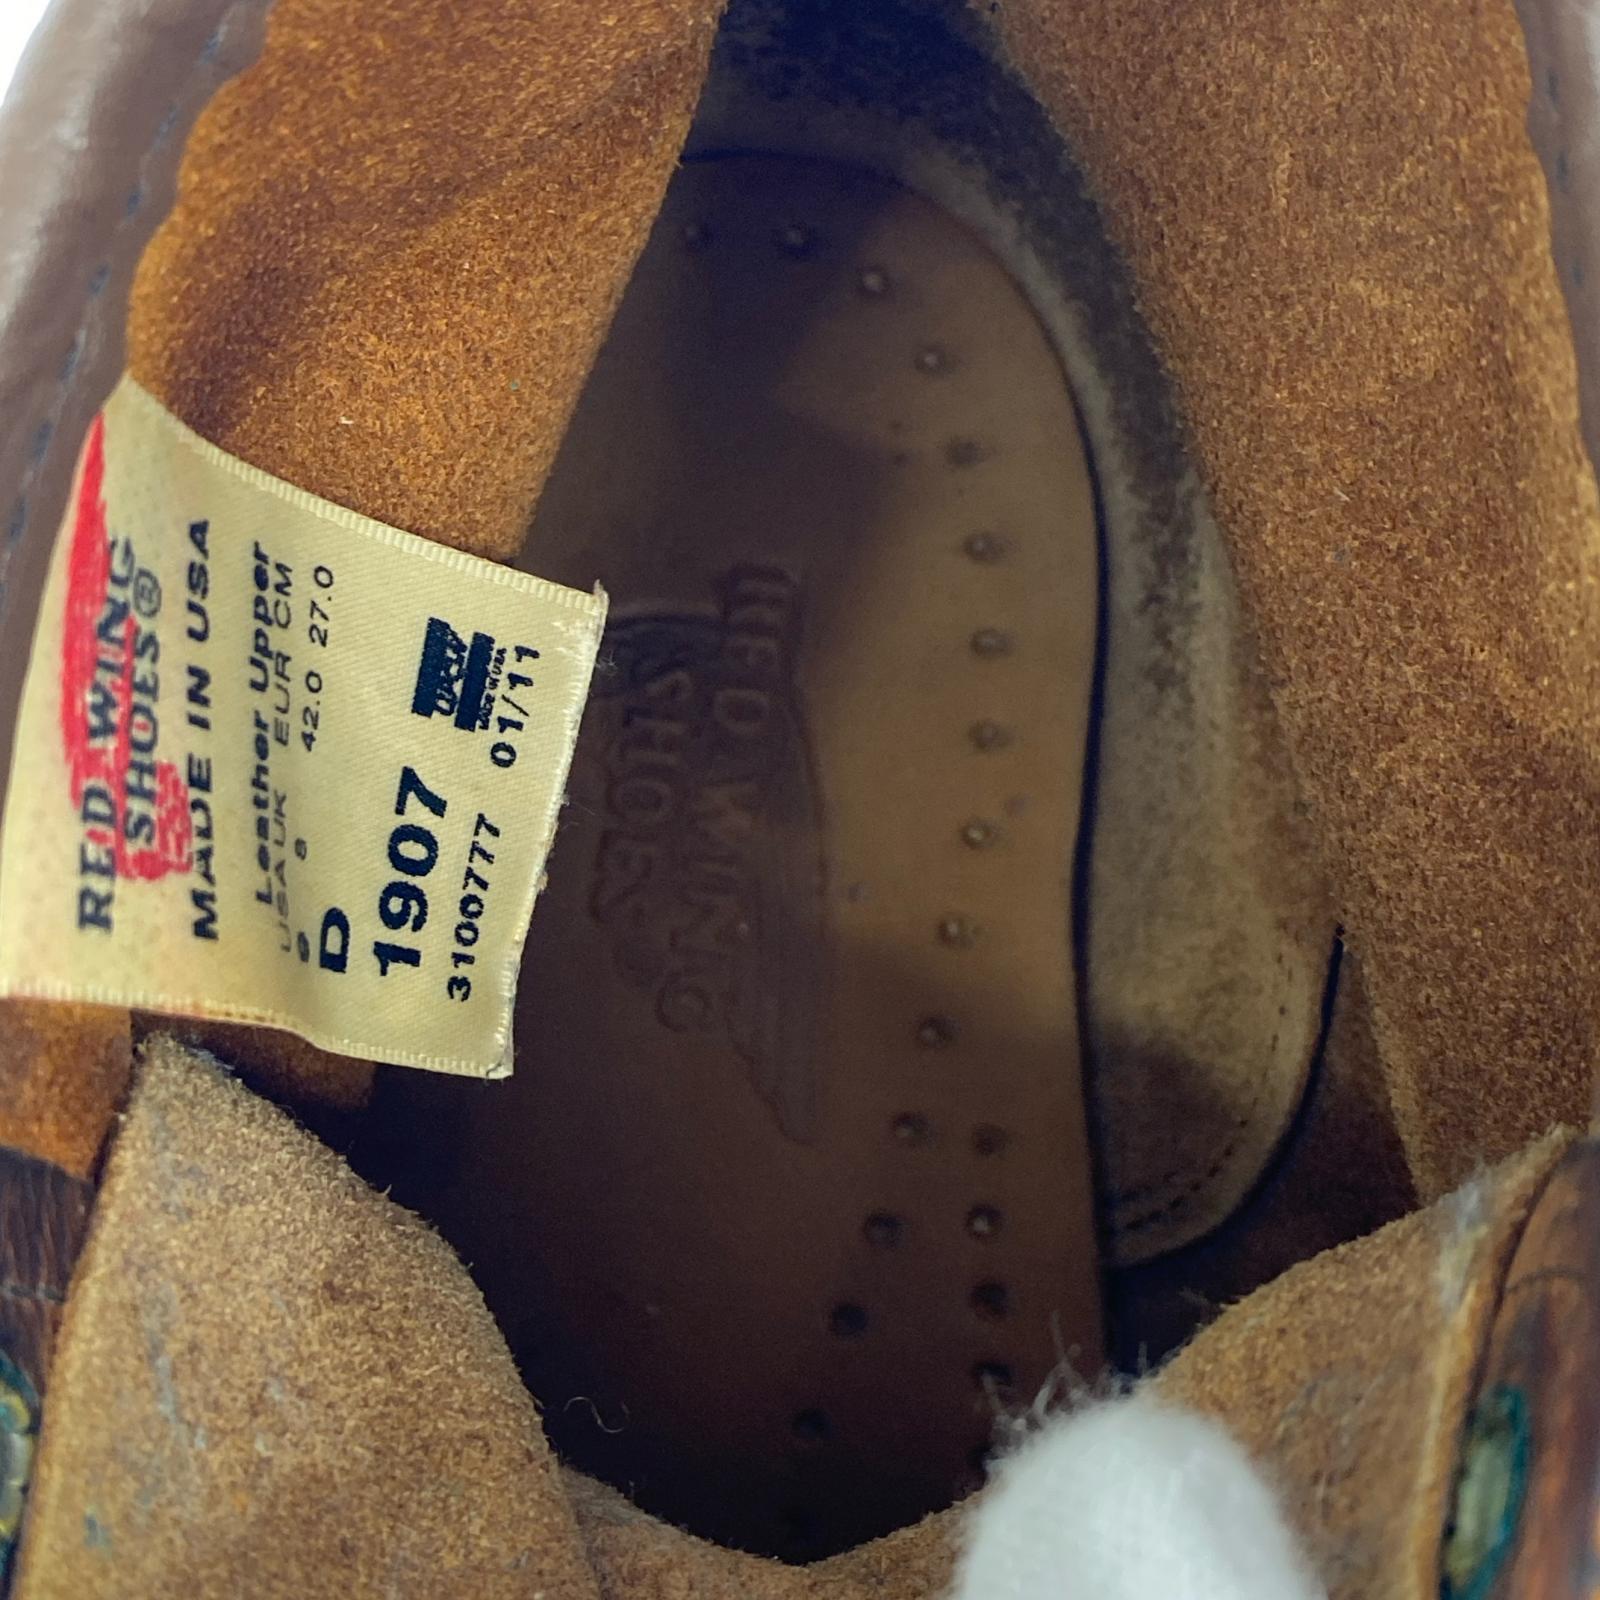 RED WING
SHOES®
MADE IN USA
Leather Upper
USA UK EUR CM
9 8 42.0 27.0
D
1907
3100777 01/11
RED WING
SHOES